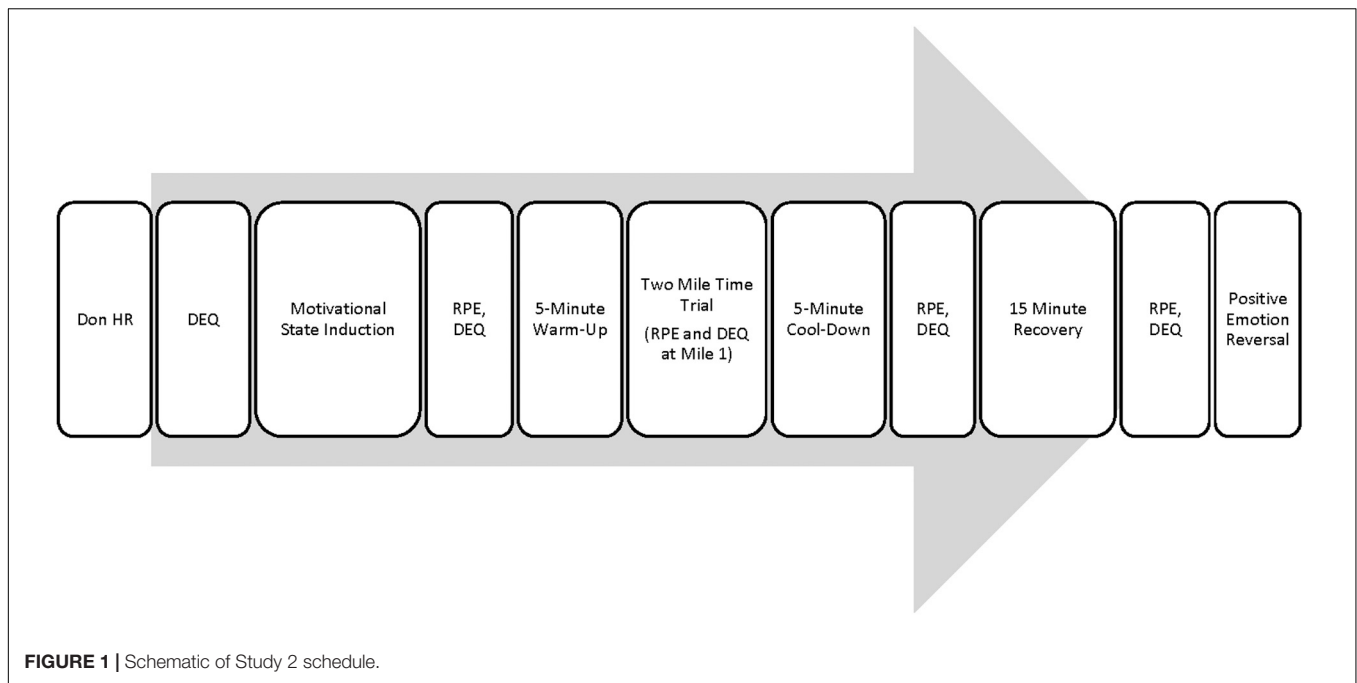 Don HR
DEQ
Motivational
State Induction
RPE,
DEQ
5-Minute
Warm-Up
Two Mile Time
Trial
(RPE and DEQ
at Mile 1)
5-Minute
Cool-Down
RPE,
DEQ
15 Minute
Recovery
RPE,
DEQ
Positive
Emotion
Reversal
FIGURE 1 | Schematic of Study 2 schedule.